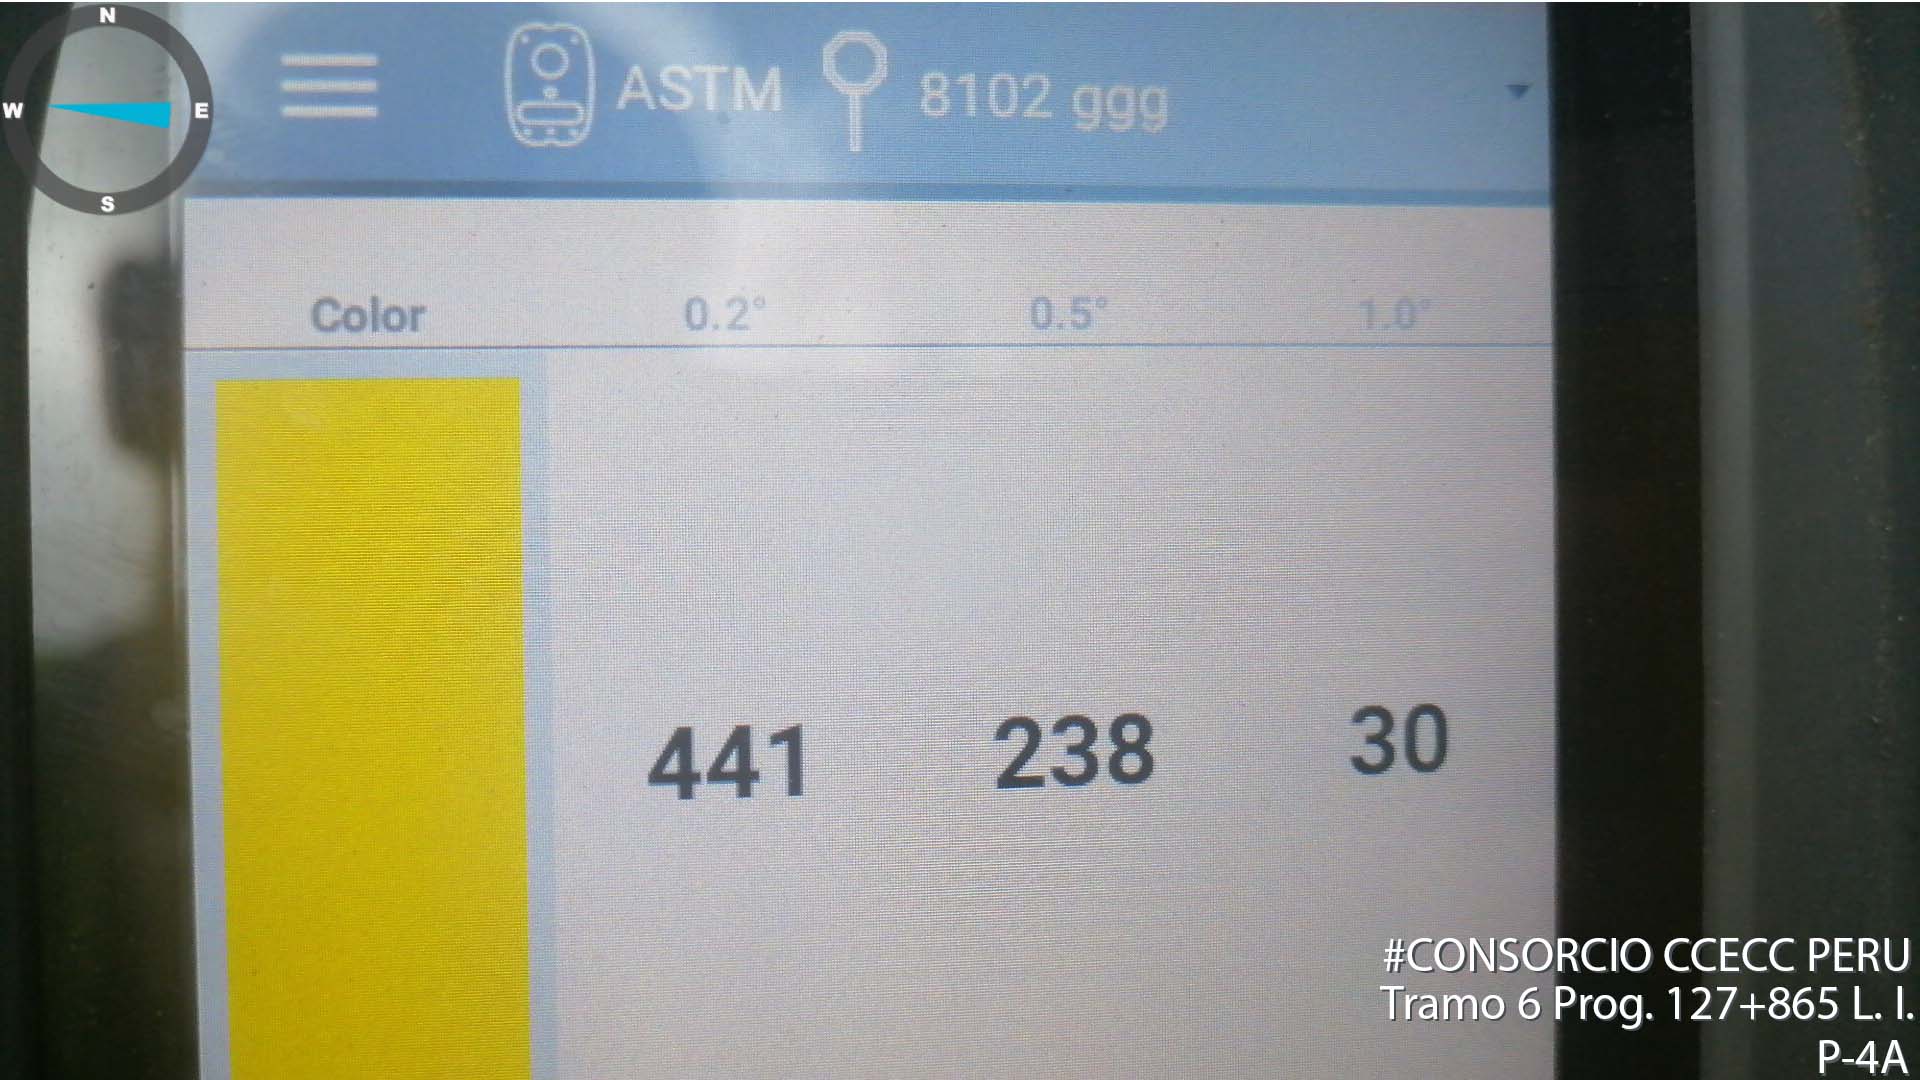 N
W E
S
ASTM 8102 ggg
Color 0.2° 0.5° 1.0°
441 238 30
#CONSORCIO CCECC PERU
Tramo 6 Prog. 127+865 L. I.
P-4A